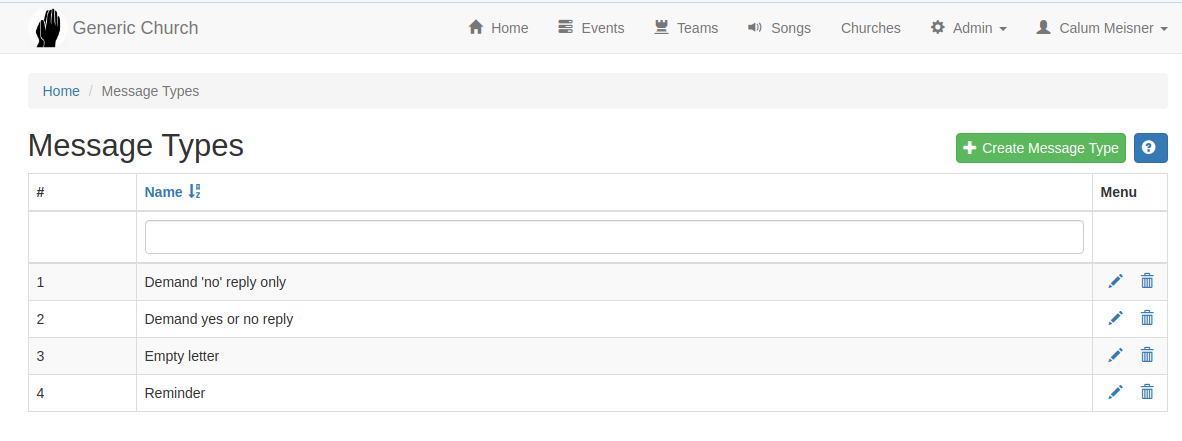 Generic Church Home Events Teams Songs Churches Admin Calum Meisner
Home / Message Types
Message Types Create Message Type
# Name Menu
1 Demand 'no' reply only
2 Demand yes or no reply
3 Empty letter
4 Reminder